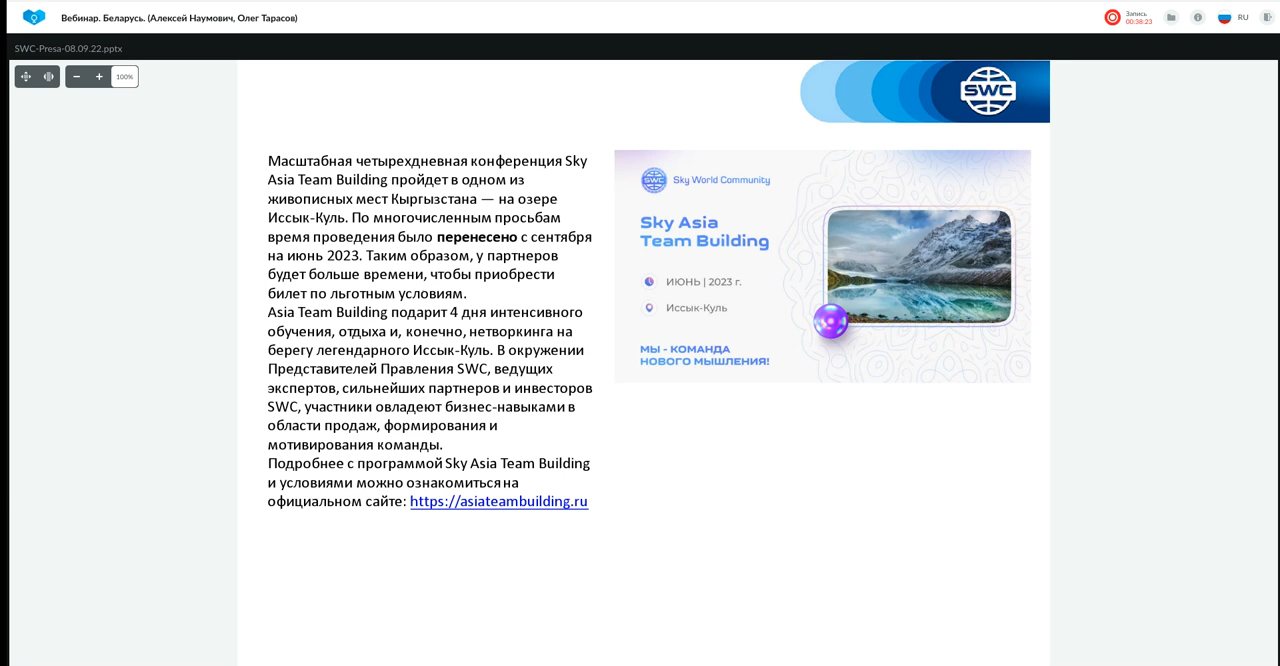 Вебинар. Беларусь. (Алексей Наумович, Олег Тарасов)
Запись
00:38:23
RU
SWC-Presa-08.09.22.pptx
100%
SWC
Масштабная четырехдневная конференция Sky
Asia Team Building пройдет в одном из
живописных мест Кыргызстана — на озере
Иссык-Куль. По многочисленным просьбам
время проведения было перенесено с сентября
на июнь 2023. Таким образом, у партнеров
будет больше времени, чтобы приобрести
билет по льготным условиям.
Asia Team Building подарит 4 дня интенсивного
обучения, отдыха и, конечно, нетворкинга на
берегу легендарного Иссык-Куль. В окружении
Представителей Правления SWC, ведущих
экспертов, сильнейших партнеров и инвесторов
SWC, участники овладеют бизнес-навыками в
области продаж, формирования и
мотивирования команды.
Подробнее с программой Sky Asia Team Building
и условиями можно ознакомиться на
официальном сайте: https://asiateambuilding.ru
SWC Sky World Community
Sky Asia
Team Building
ИЮНЬ | 2023 г.
Иссык-Куль
МЫ - КОМАНДА
НОВОГО МЫШЛЕНИЯ!